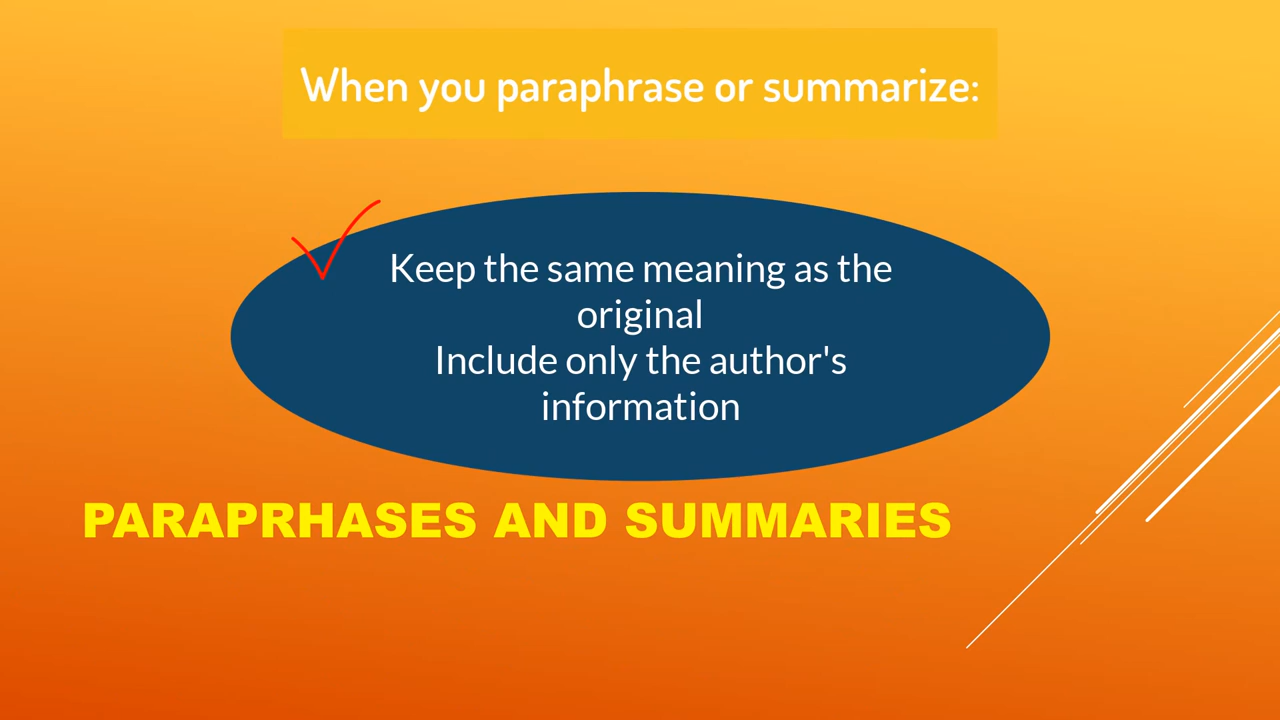 When you paraphrase or summarize:
Keep the same meaning as the
original
Include only the author's
information
PARAPRHASES AND SUMMARIES